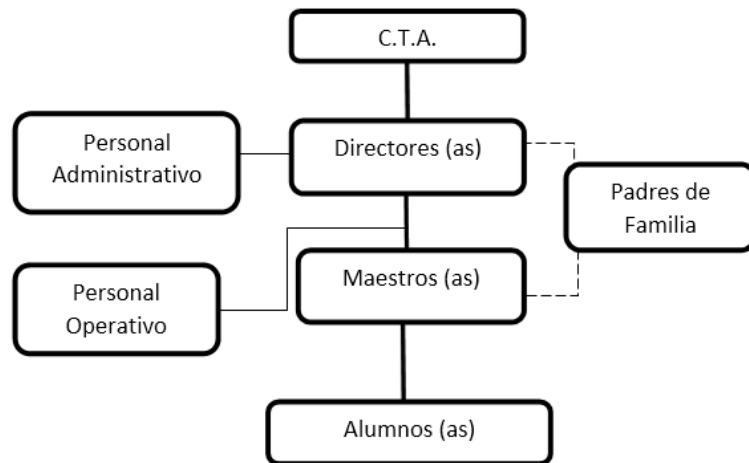 C.T.A.
Personal
Administrativo
Directores (as)
Padres de
Familia
Personal
Operativo
Maestros (as)
Alumnos (as)